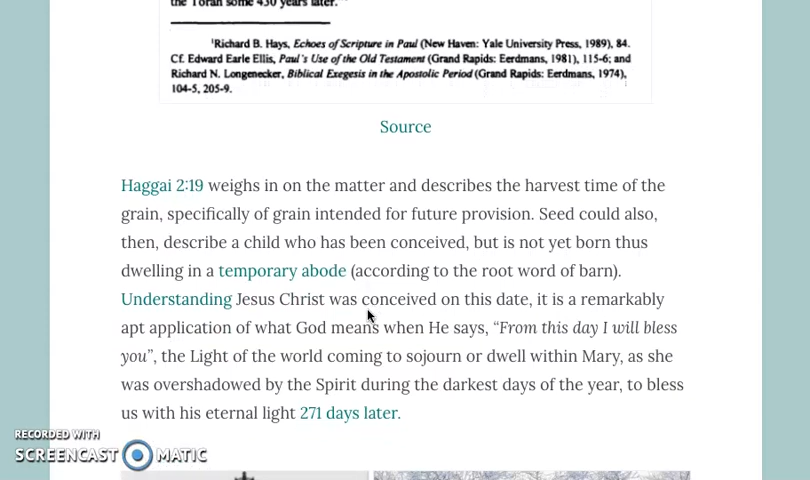 the Torah some 430 years later.
¹Richard B. Hays, Echoes of Scripture in Paul (New Haven: Yale University Press, 1989), 84.
Cf. Edward Earle Ellis, Paul's Use of the Old Testament (Grand Rapids: Eerdmans, 1981), 115-6; and
Richard N. Longenecker, Biblical Exegesis in the Apostolic Period (Grand Rapids: Eerdmans, 1974),
104-5, 205-9.
Source
Haggai 2:19 weighs in on the matter and describes the harvest time of the
grain, specifically of grain intended for future provision. Seed could also,
then, describe a child who has been conceived, but is not yet born thus
dwelling in a temporary abode (according to the root word of barn).
Understanding Jesus Christ was conceived on this date, it is a remarkably
apt application of what God means when He says, “From this day I will bless
you”, the Light of the world coming to sojourn or dwell within Mary, as she
was overshadowed by the Spirit during the darkest days of the year, to bless
us with his eternal light 271 days later.
RECORDED WITH
SCREENCAST MATIC